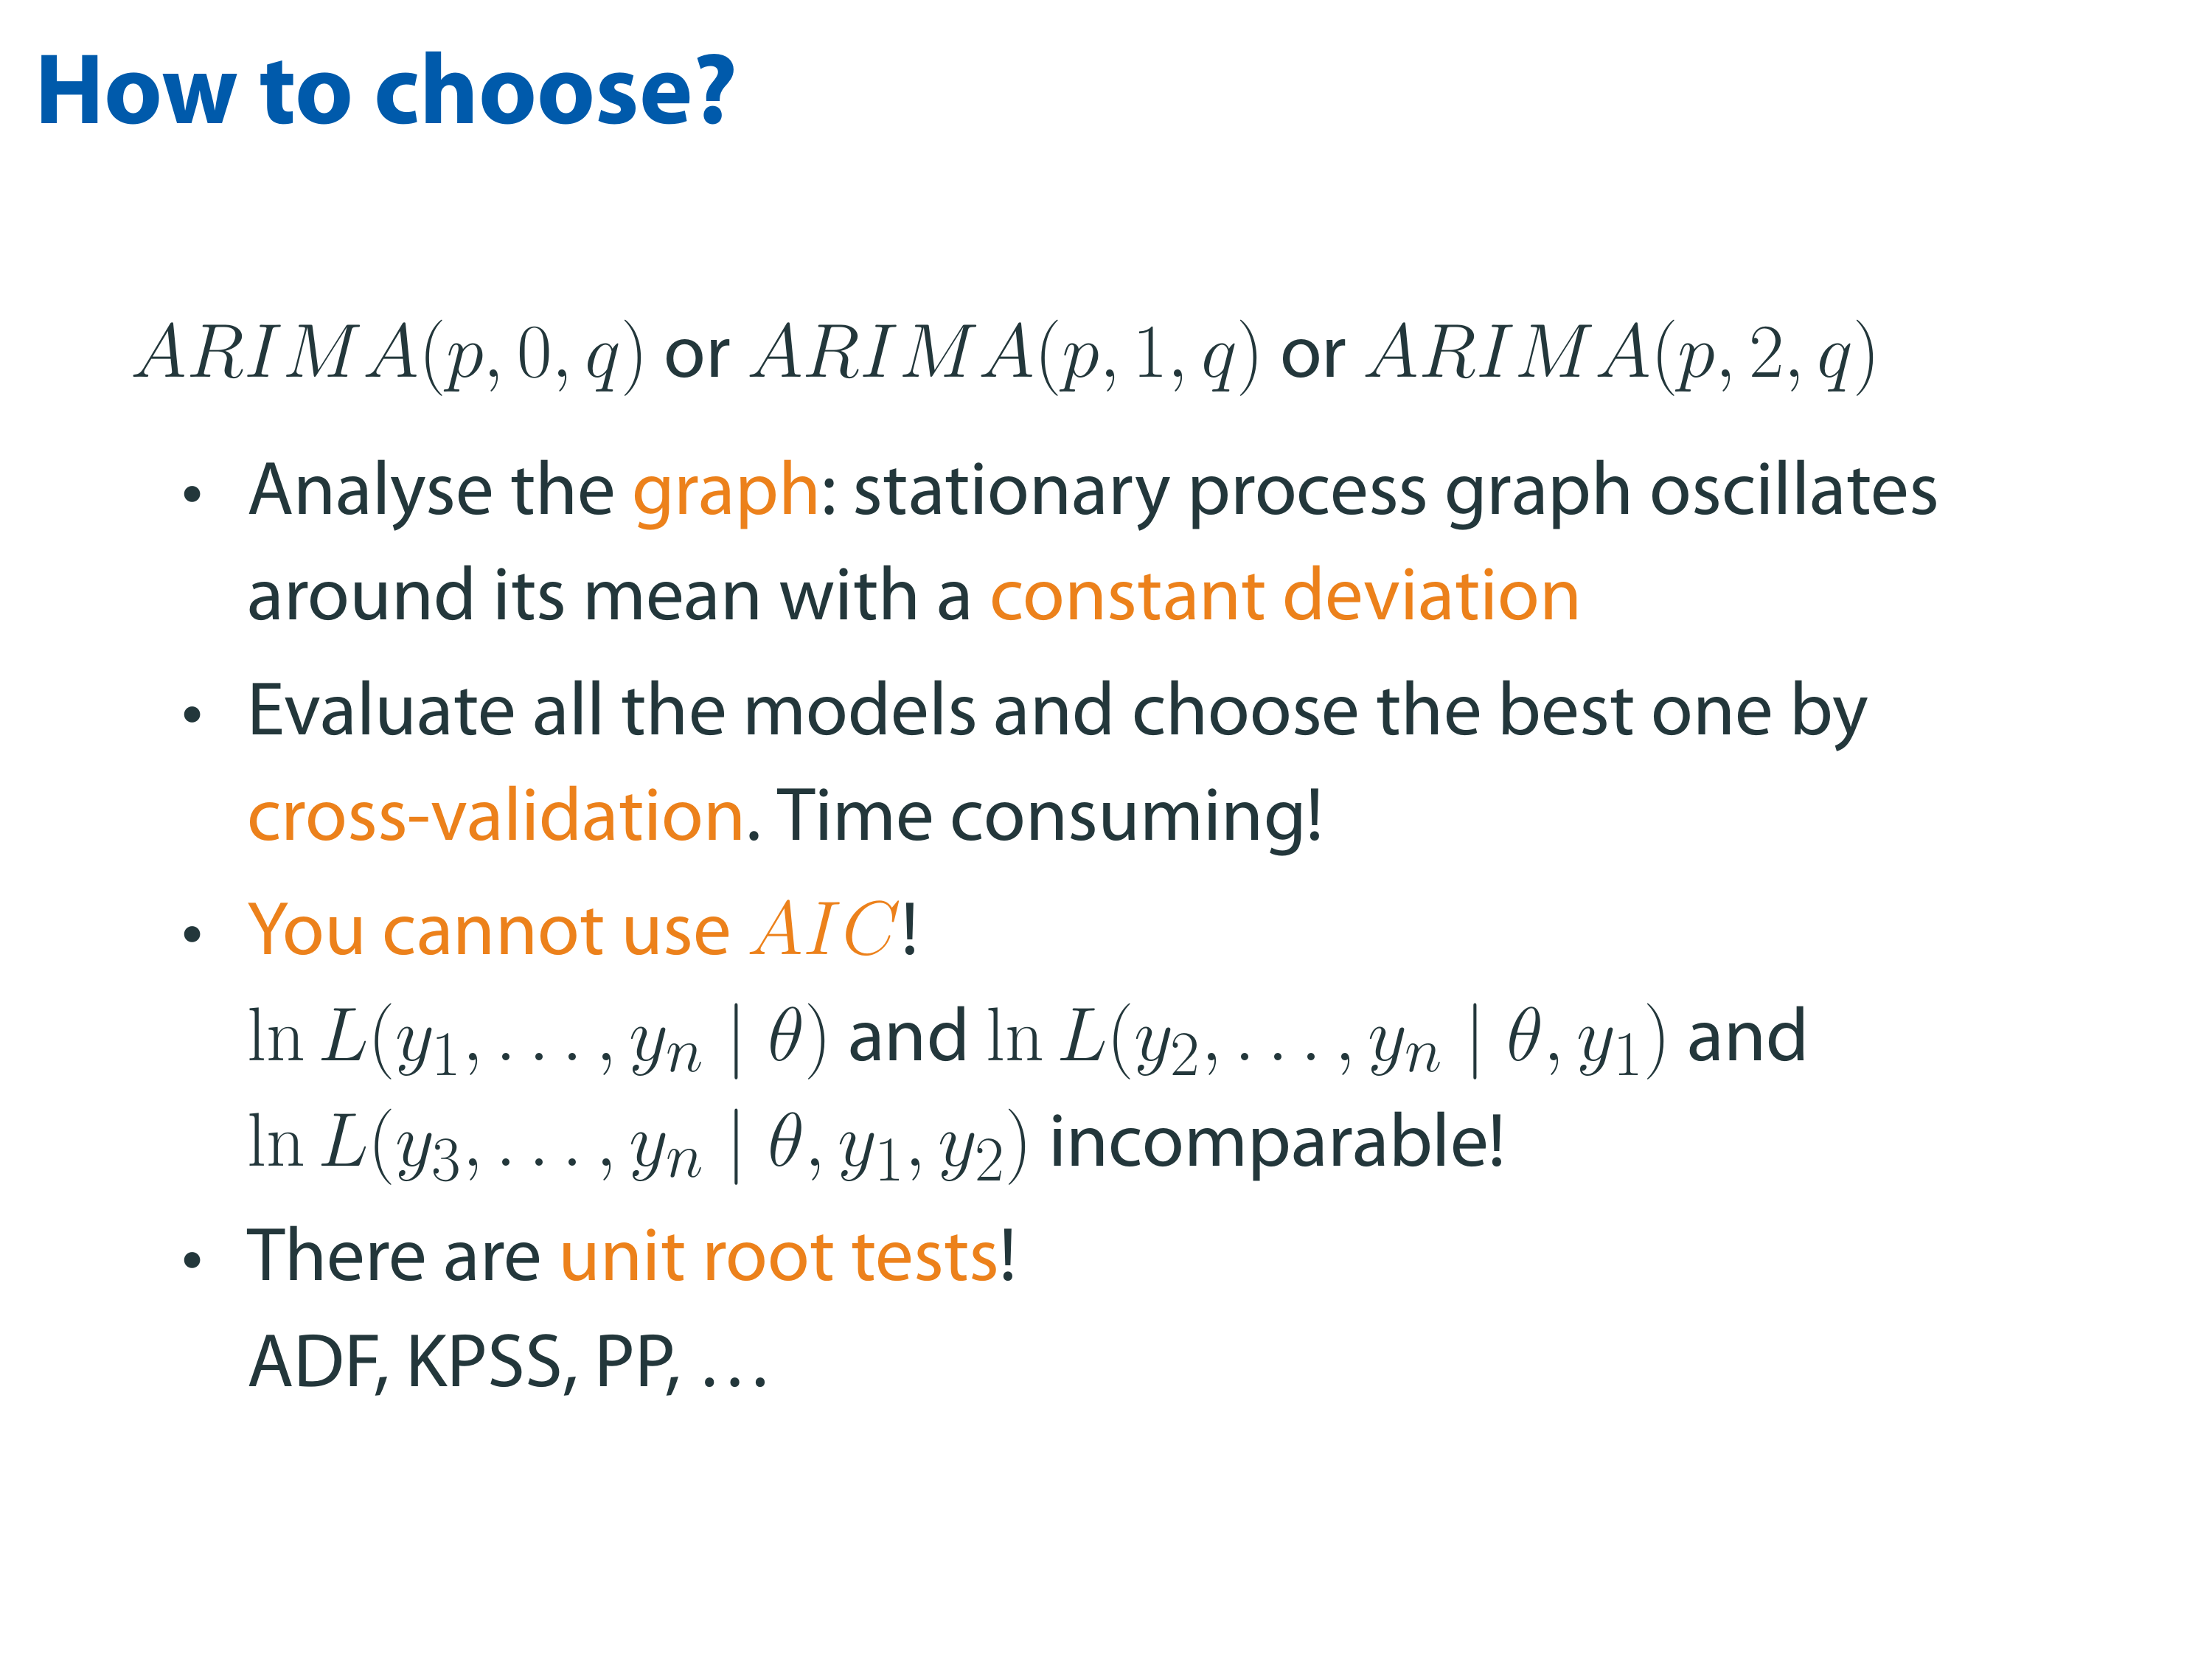 How to choose?
ARIMA(p, 0, q) or ARIMA(p, 1, q) or ARIMA(p, 2, q)
• Analyse the graph: stationary process graph oscillates
around its mean with a constant deviation
• Evaluate all the models and choose the best one by
cross-validation. Time consuming!
• You cannot use AIC!
ln L(y₁, . . . , yₙ | θ) and ln L(y₂, . . . , yₙ | θ, y₁) and
ln L(y₃, . . . , yₙ | θ, y₁, y₂) incomparable!
• There are unit root tests!
ADF, KPSS, PP, …